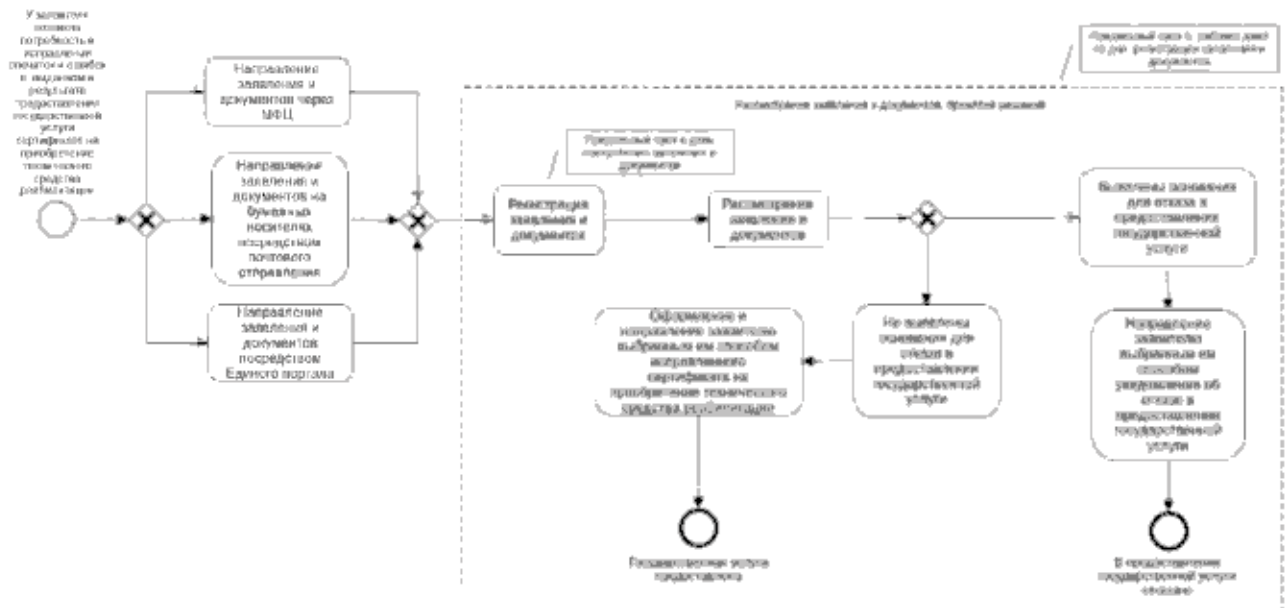 У заявителя
возникла
потребность в
исправлении
опечаток и ошибок
в выданном в
результате
предоставления
государственной
услуги
сертификате на
приобретение
технического
средства
реабилитации
Направление
заявления и
документов через
МФЦ
Направление
заявления и
документов на
бумажных
носителях,
посредством
почтового
отправления
Направление
заявления и
документов
посредством
Единого портала
Предельный срок рабочих дней
со дня регистрации заявления и
документов
Рассмотрение заявления и документов, принятие решения
Предельный срок день
документов
Регистрация
заявления и
документов
Рассмотрение
заявления и
документов
Выявлены основания
для отказа в
предоставлении
государственной
услуги
Оформление и
направление заявителю
выбранным им способом
исправленного
сертификата на
приобретение технического
средства реабилитации
Не выявлены
основания для
отказа в
предоставлении
государственной
услуги
Направление
заявителю
выбранным им
способом
уведомления об
отказе в
предоставлении
государственной
услуги
Государственная услуга
предоставлена
В предоставлении
государственной услуги
отказано